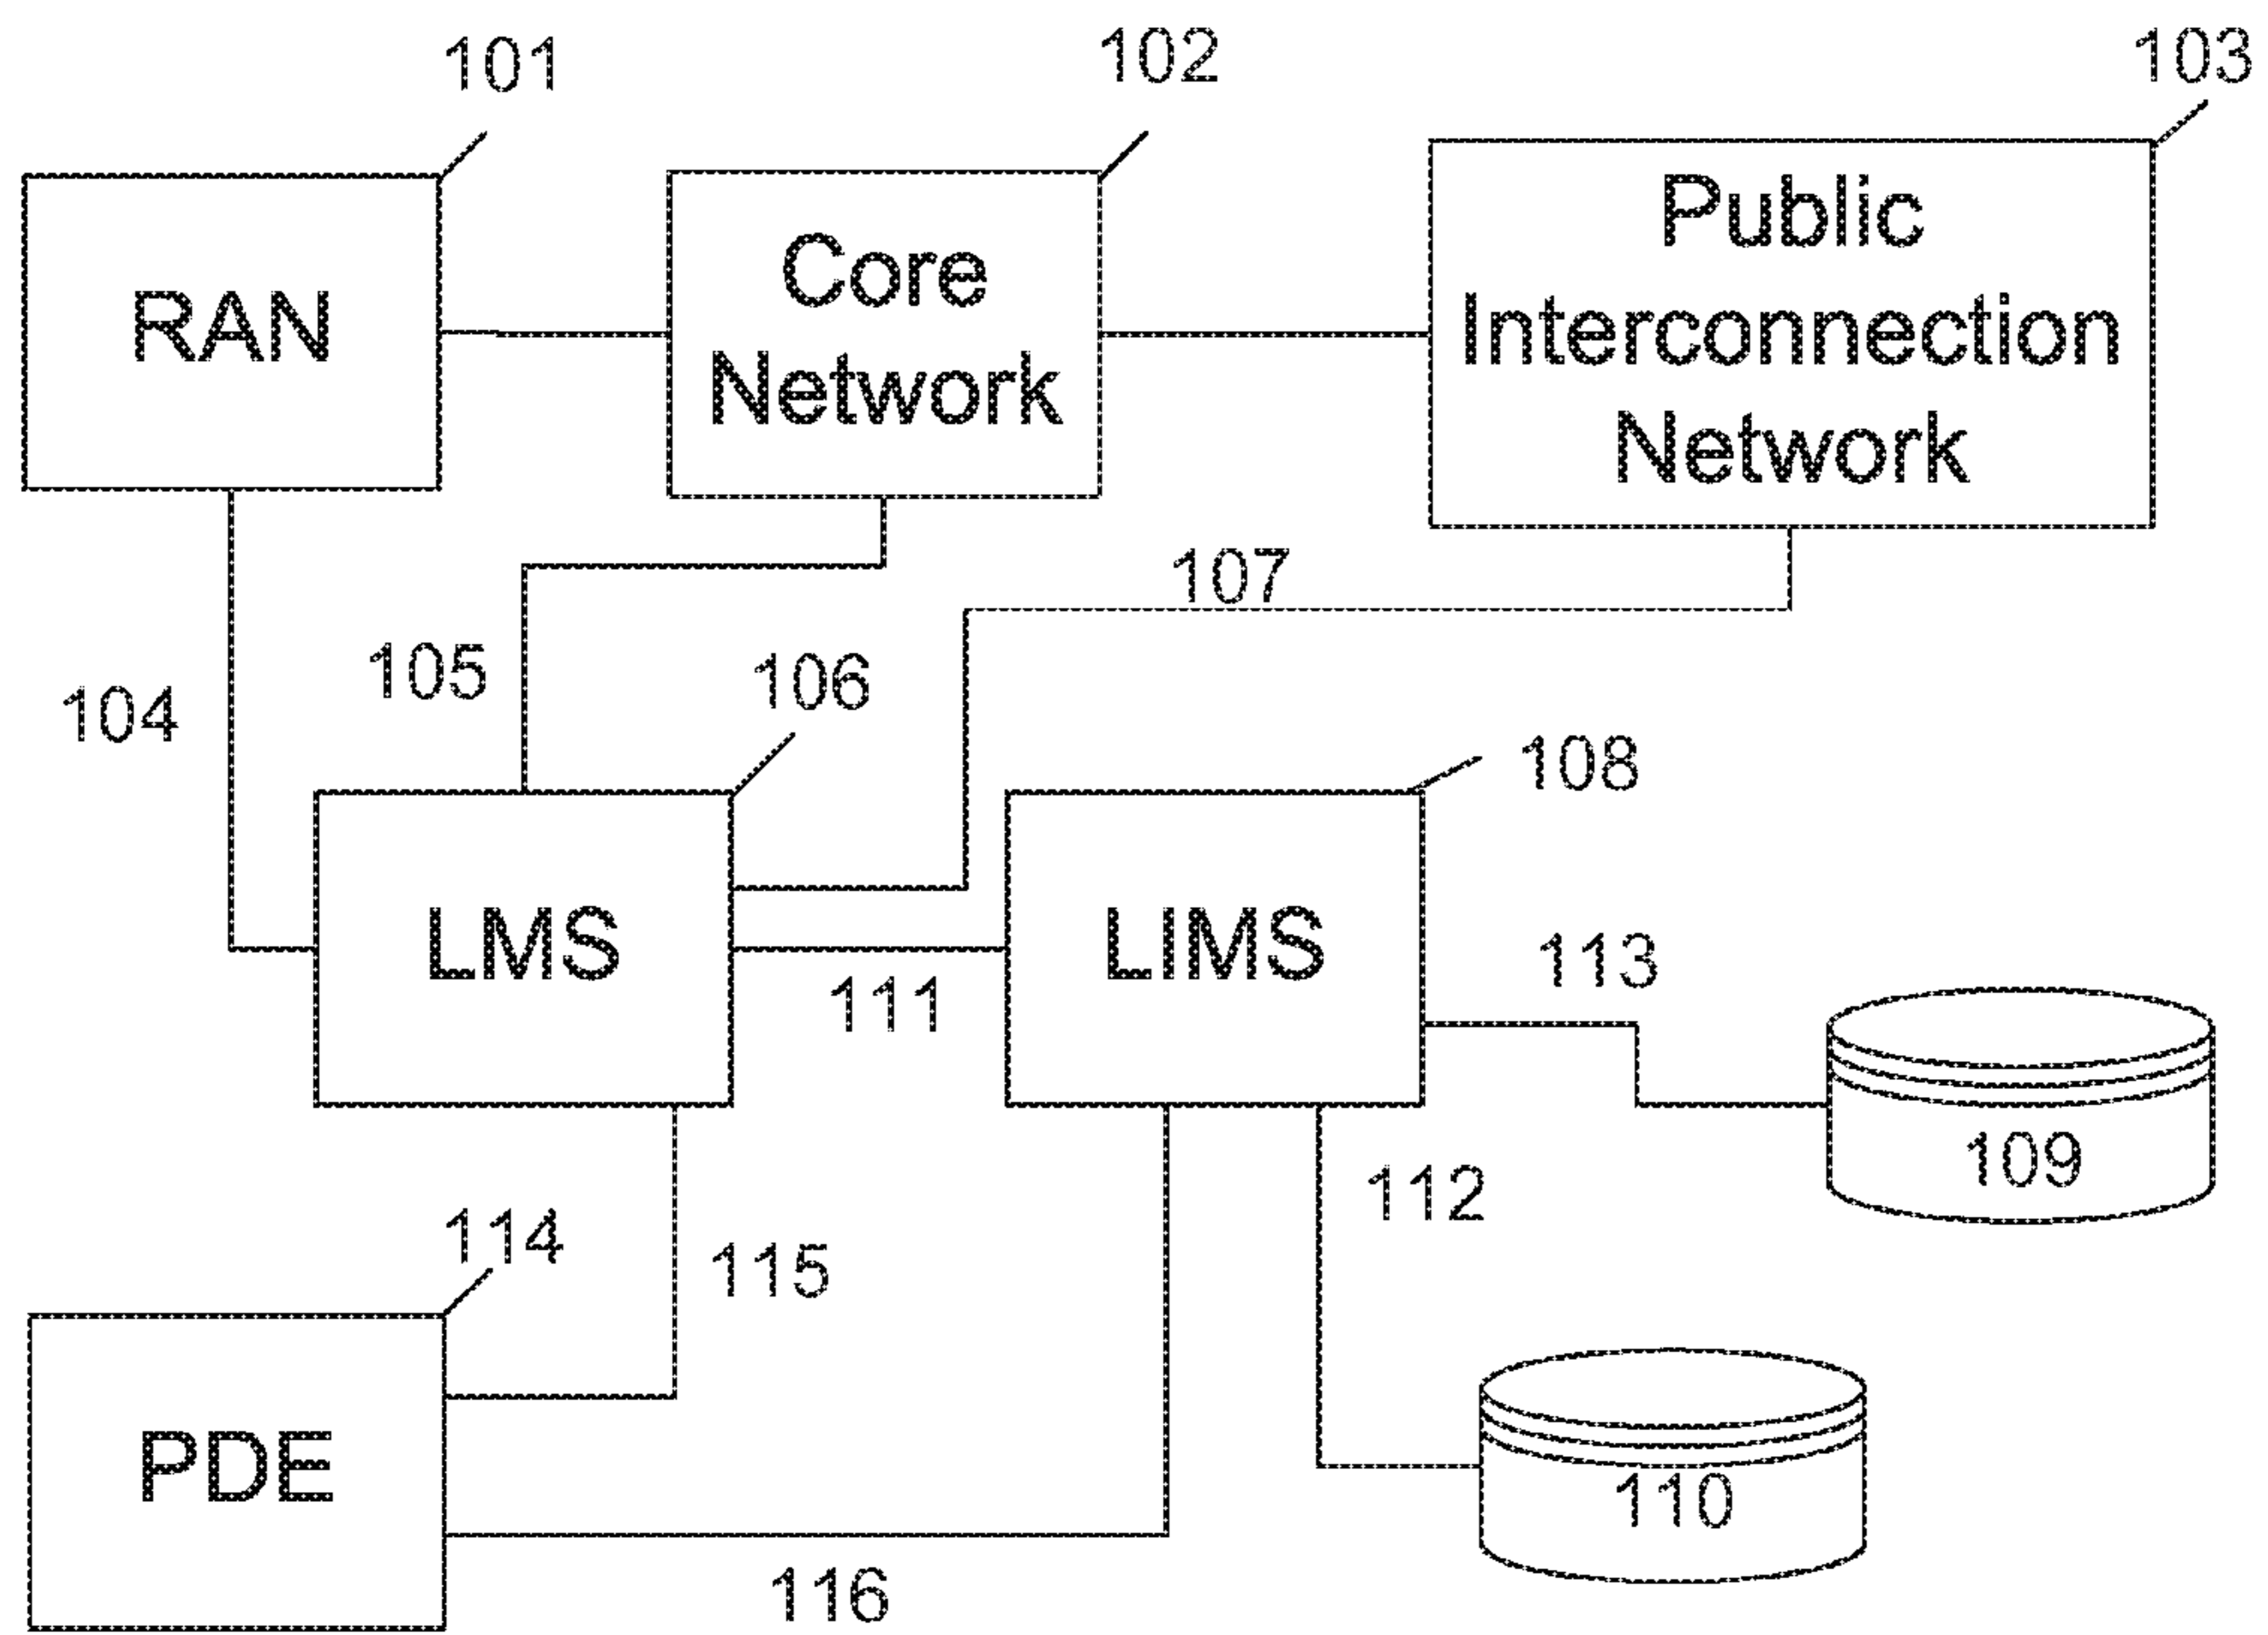 101
102
103
RAN
Core
Network
Public
Interconnection
Network
104
105
106
107
108
LMS
LIMS
111
113
109
112
114
115
PDE
110
116